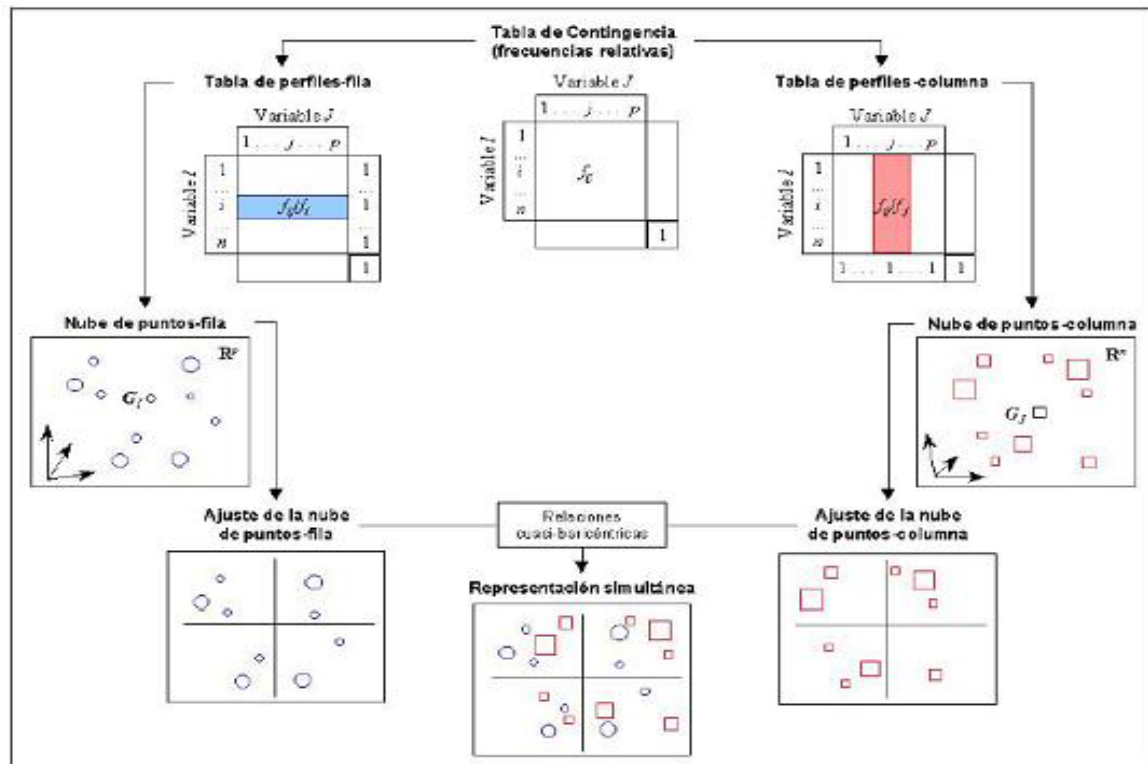 Tabla de Contingencia
(frecuencias relativas)
Tabla de perfiles-fila
Variable J
1 . . . j . . . p
Variable I
1
...
i
...
n
f_ij/f_i
1
...
1
...
1
1
Variable J
1 . . . j . . . p
Variable I
1
...
i
...
n
f_ij
1
Tabla de perfiles-columna
Variable J
1 . . . j . . . p
Variable I
1
...
i
...
n
f_ij/f_j
1 . . . 1 . . . 1
1
Nube de puntos-fila
R^p
G_I
Nube de puntos-columna
R^n
G_J
Ajuste de la nube
de puntos-fila
Relaciones
cuasi-baricéntricas
Ajuste de la nube
de puntos-columna
Representación simultánea